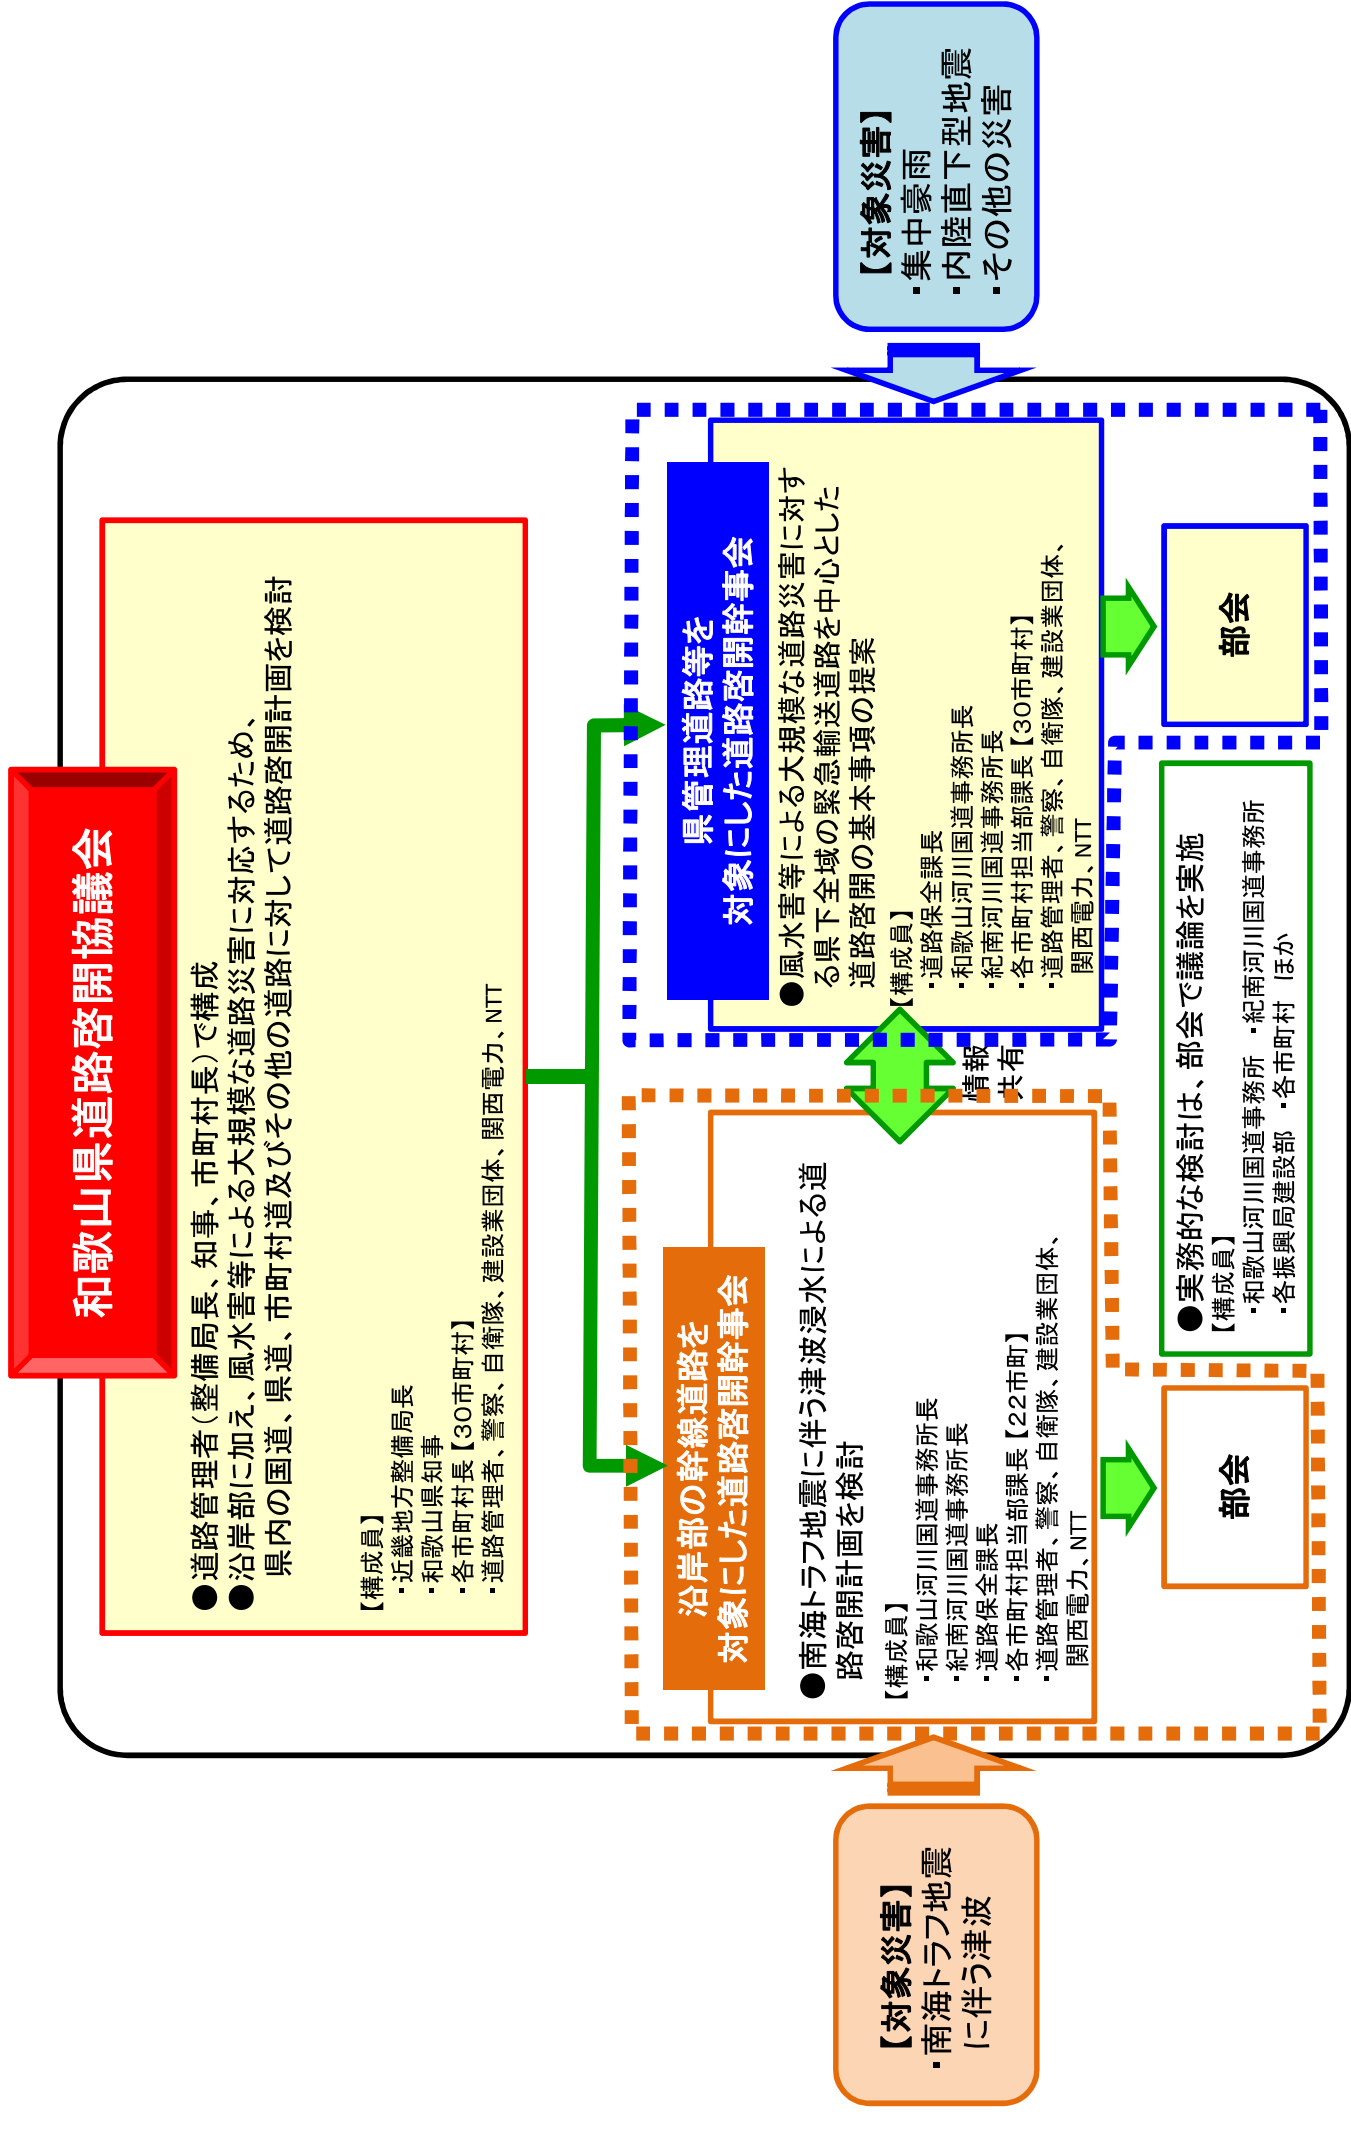 和歌山県道路啓開協議会
●道路管理者（整備局長、知事、市町村長）で構成
●沿岸部に加え、風水害等による大規模な道路災害に対応するため、
県内の国道、県道、市町村道及びその他の道路に対して道路啓開計画を検討
【構成員】
・近畿地方整備局長
・和歌山県知事
・各市町村長【30市町村】
・道路管理者、警察、自衛隊、建設業団体、関西電力、NTT
【対象災害】
・南海トラフ地震
に伴う津波
沿岸部の幹線道路を
対象にした道路啓開幹事会
●南海トラフ地震に伴う津波浸水による道
路啓開計画を検討
【構成員】
・和歌山河川国道事務所長
・紀南河川国道事務所長
・道路保全課長
・各市町村担当部課長【22市町】
・道路管理者、警察、自衛隊、建設業団体、
関西電力、NTT
情報
共有
県管理道路等を
対象にした道路啓開幹事会
●風水害等による大規模な道路災害に対す
る県下全域の緊急輸送道路を中心とした
道路啓開の基本事項の提案
【構成員】
・道路保全課長
・和歌山河川国道事務所長
・紀南河川国道事務所長
・各市町村担当部課長【30市町村】
・道路管理者、警察、自衛隊、建設業団体、
関西電力、NTT
【対象災害】
・集中豪雨
・内陸直下型地震
・その他の災害
部会
●実務的な検討は、部会で議論を実施
【構成員】
・和歌山河川国道事務所　・紀南河川国道事務所
・各振興局建設部　・各市町村　ほか
部会